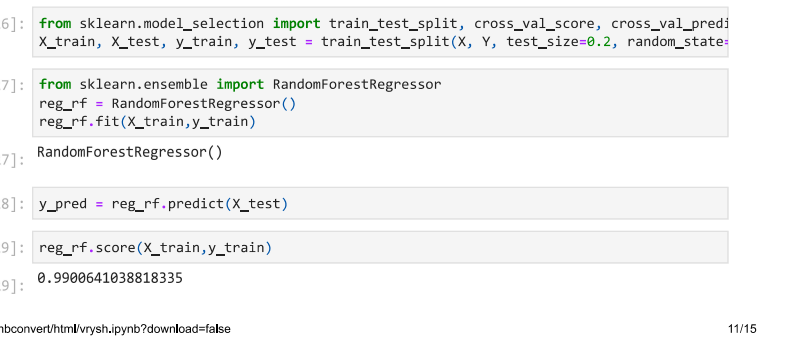 6]:
from sklearn.model_selection import train_test_split, cross_val_score, cross_val_predi
X_train, X_test, y_train, y_test = train_test_split(X, Y, test_size=0.2, random_state=
7]:
from sklearn.ensemble import RandomForestRegressor
reg_rf = RandomForestRegressor()
reg_rf.fit(X_train,y_train)
7]:
RandomForestRegressor()
8]:
y_pred = reg_rf.predict(X_test)
9]:
reg_rf.score(X_train,y_train)
9]:
0.9900641038818335
nbconvert/html/vrysh.ipynb?download=false
11/15